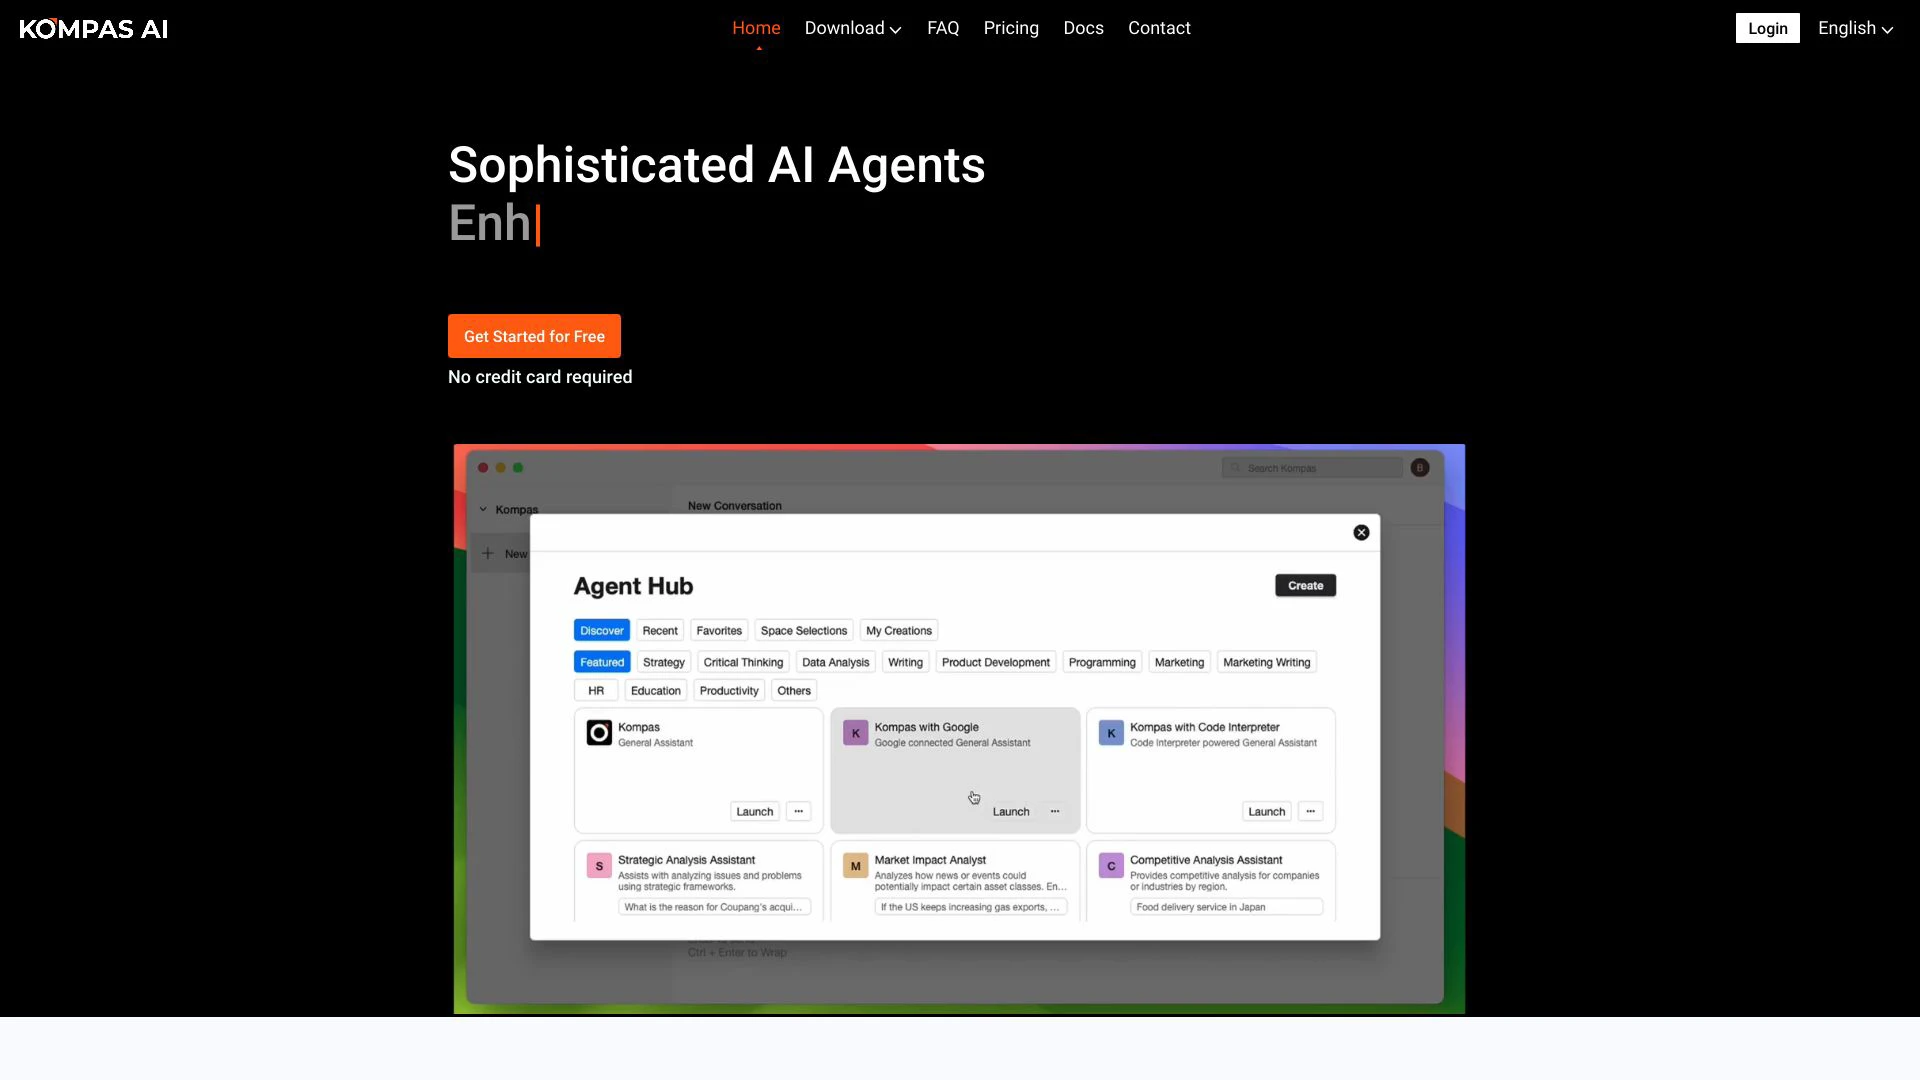 KOMPAS AI
Home
Download
FAQ
Pricing
Docs
Contact
Login
English
Sophisticated AI Agents
Enh
Get Started for Free
No credit card required
Search Kompas
B
Kompas
New Conversation
New
Agent Hub
Create
Discover
Recent
Favorites
Space Selections
My Creations
Featured
Strategy
Critical Thinking
Data Analysis
Writing
Product Development
Programming
Marketing
Marketing Writing
HR
Education
Productivity
Others
Kompas
General Assistant
Launch
...
K
Kompas with Google
Google connected General Assistant
Launch
...
K
Kompas with Code Interpreter
Code Interpreter powered General Assistant
Launch
...
S
Strategic Analysis Assistant
Assists with analyzing issues and problems
using strategic frameworks.
What is the reason for Coupang's acqui...
M
Market Impact Analyst
Analyzes how news or events could
potentially impact certain asset classes. En...
If the US keeps increasing gas exports, ...
C
Competitive Analysis Assistant
Provides competitive analysis for companies
or industries by region.
Food delivery service in Japan
Ctrl + Enter to Wrap